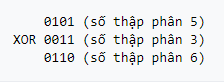 0101 (số thập phân 5)
XOR 0011 (số thập phân 3)
0110 (số thập phân 6)